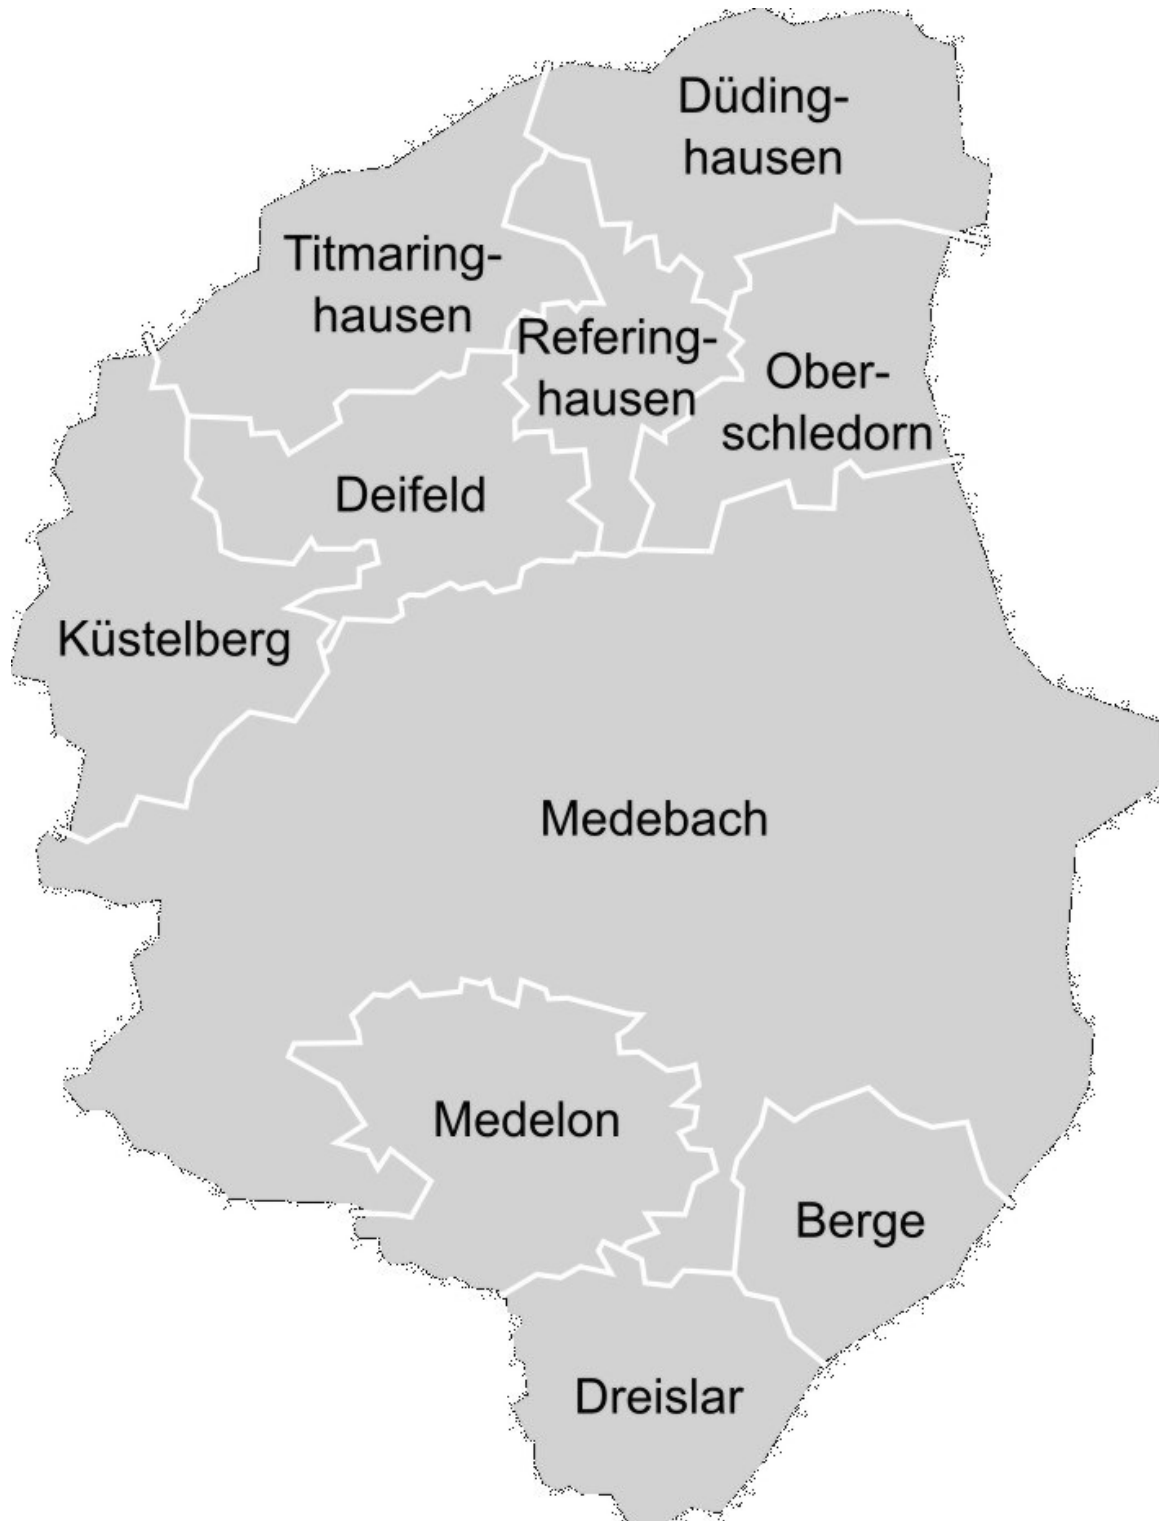 Düding-
hausen
Titmaring-
hausen
Refering-
hausen
Ober-
schledorn
Deifeld
Küstelberg
Medebach
Medelon
Berge
Dreislar